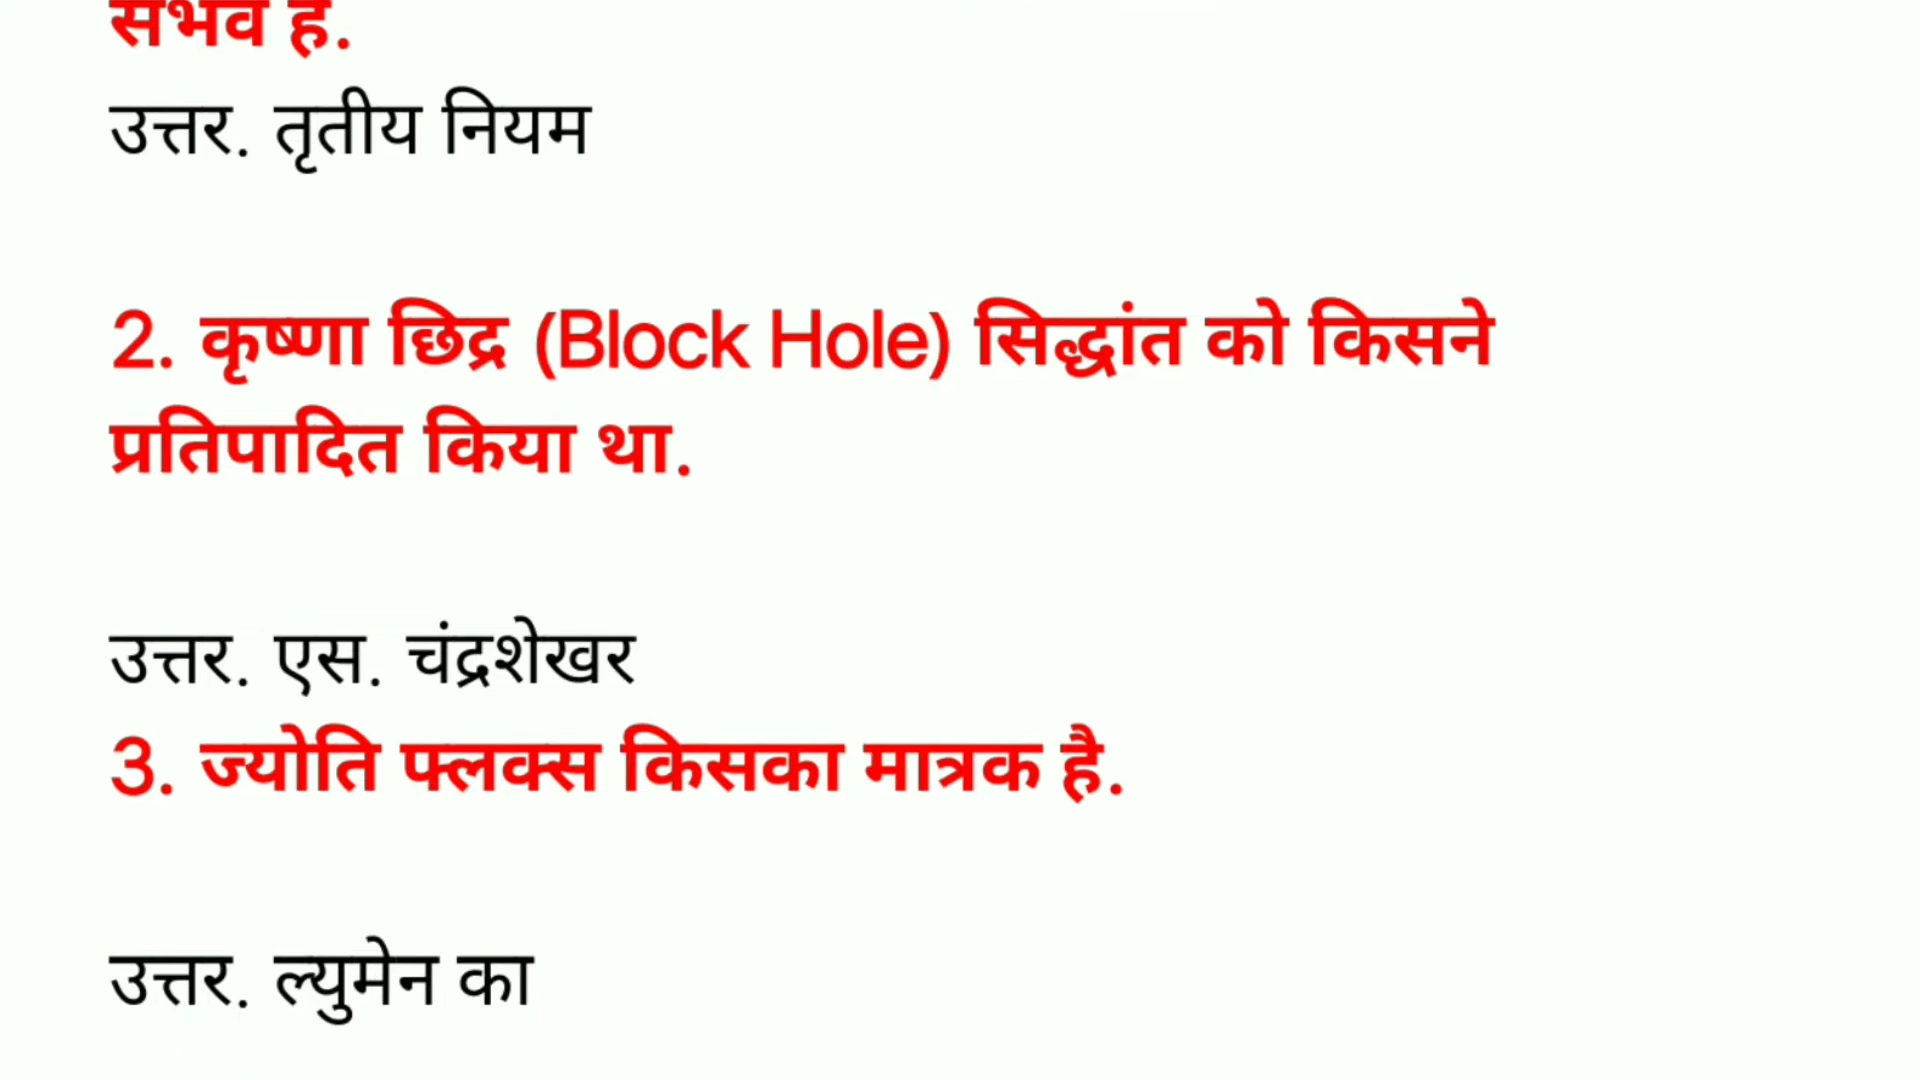 संभव है.
उत्तर. तृतीय नियम
2. कृष्णा छिद्र (Block Hole) सिद्धांत को किसने
प्रतिपादित किया था.
उत्तर. एस. चंद्रशेखर
3. ज्योति फ्लक्स किसका मात्रक है.
उत्तर. ल्युमेन का